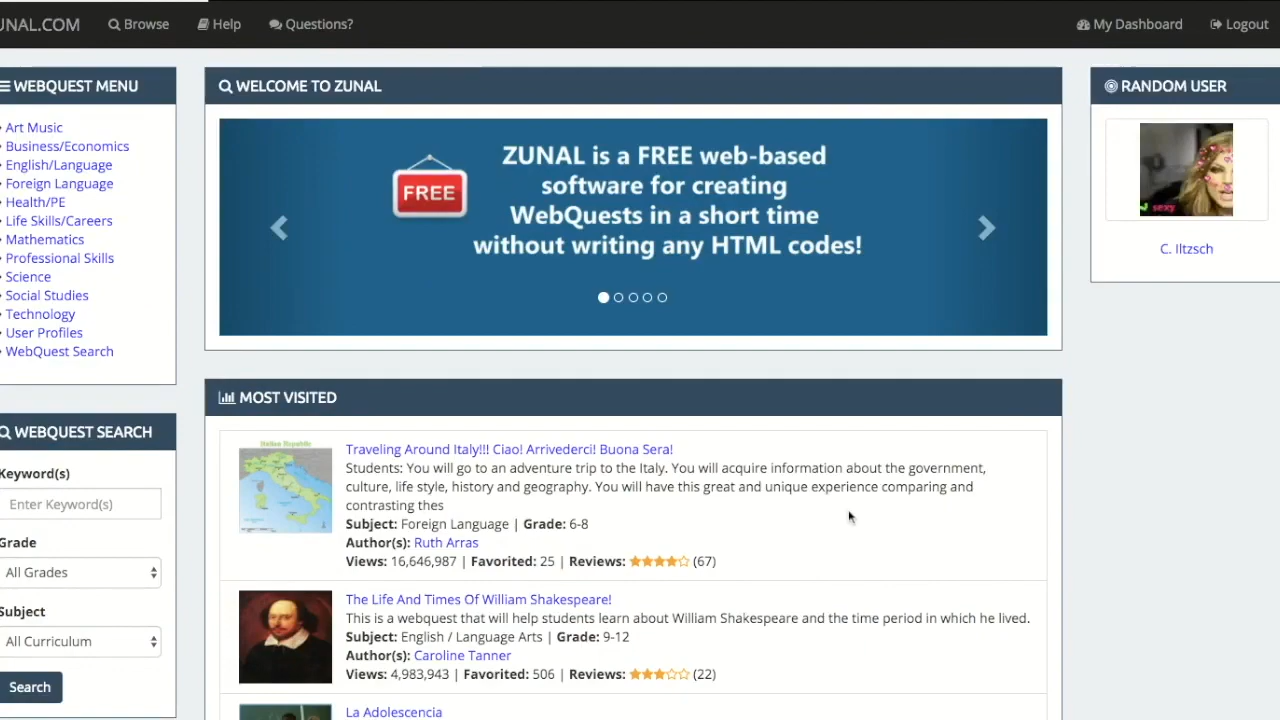 UNAL.COM
Browse
Help
Questions?
My Dashboard
Logout
WEBQUEST MENU
Art Music
Business/Economics
English/Language
Foreign Language
Health/PE
Life Skills/Careers
Mathematics
Professional Skills
Science
Social Studies
Technology
User Profiles
WebQuest Search
WEBQUEST SEARCH
Keyword(s)
Enter Keyword(s)
Grade
All Grades
Subject
All Curriculum
Search
WELCOME TO ZUNAL
FREE
ZUNAL is a FREE web-based
software for creating
WebQuests in a short time
without writing any HTML codes!
MOST VISITED
Italian Republic
Traveling Around Italy!!! Ciao! Arrivederci! Buona Sera!
Students: You will go to an adventure trip to the Italy. You will acquire information about the government,
culture, life style, history and geography. You will have this great and unique experience comparing and
contrasting thes
Subject: Foreign Language | Grade: 6-8
Author(s): Ruth Arras
Views: 16,646,987 | Favorited: 25 | Reviews: (67)
The Life And Times Of William Shakespeare!
This is a webquest that will help students learn about William Shakespeare and the time period in which he lived.
Subject: English / Language Arts | Grade: 9-12
Author(s): Caroline Tanner
Views: 4,983,943 | Favorited: 506 | Reviews: (22)
La Adolescencia
RANDOM USER
sexy
C. Iltzsch